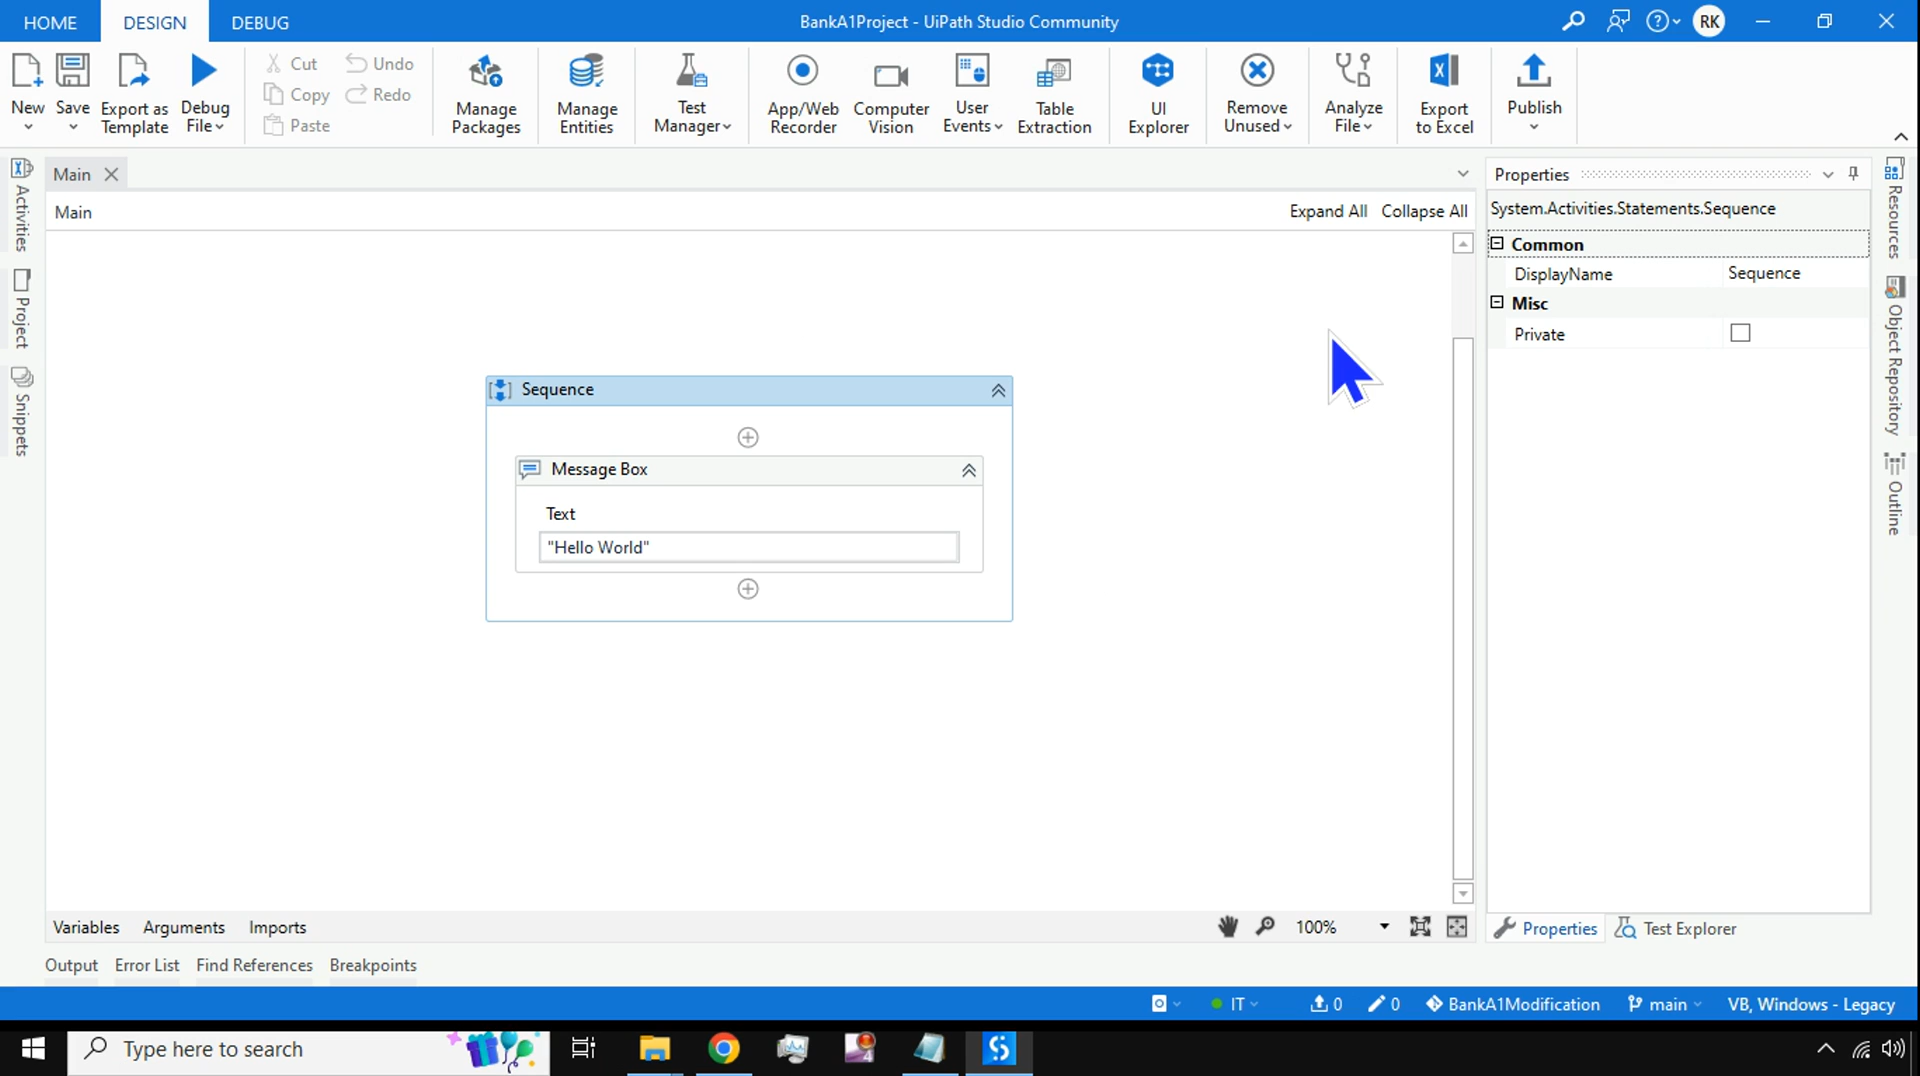 HOME DESIGN DEBUG BankA1Project - UiPath Studio Community RK
New Save Export as Template Debug File Cut Copy Paste Undo Redo Manage Packages Manage Entities Test Manager App/Web Recorder Computer Vision User Events Table Extraction UI Explorer Remove Unused Analyze File Export to Excel Publish
Activities
Project
Snippets
Main
Main Expand All Collapse All
Sequence
Message Box
Text
"Hello World"
Variables Arguments Imports 100%
Output Error List Find References Breakpoints
Properties
System.Activities.Statements.Sequence
Common
DisplayName Sequence
Misc
Private
Properties Test Explorer
Resources
Object Repository
Outline
IT 0 0 BankA1Modification main VB, Windows - Legacy
Type here to search 4